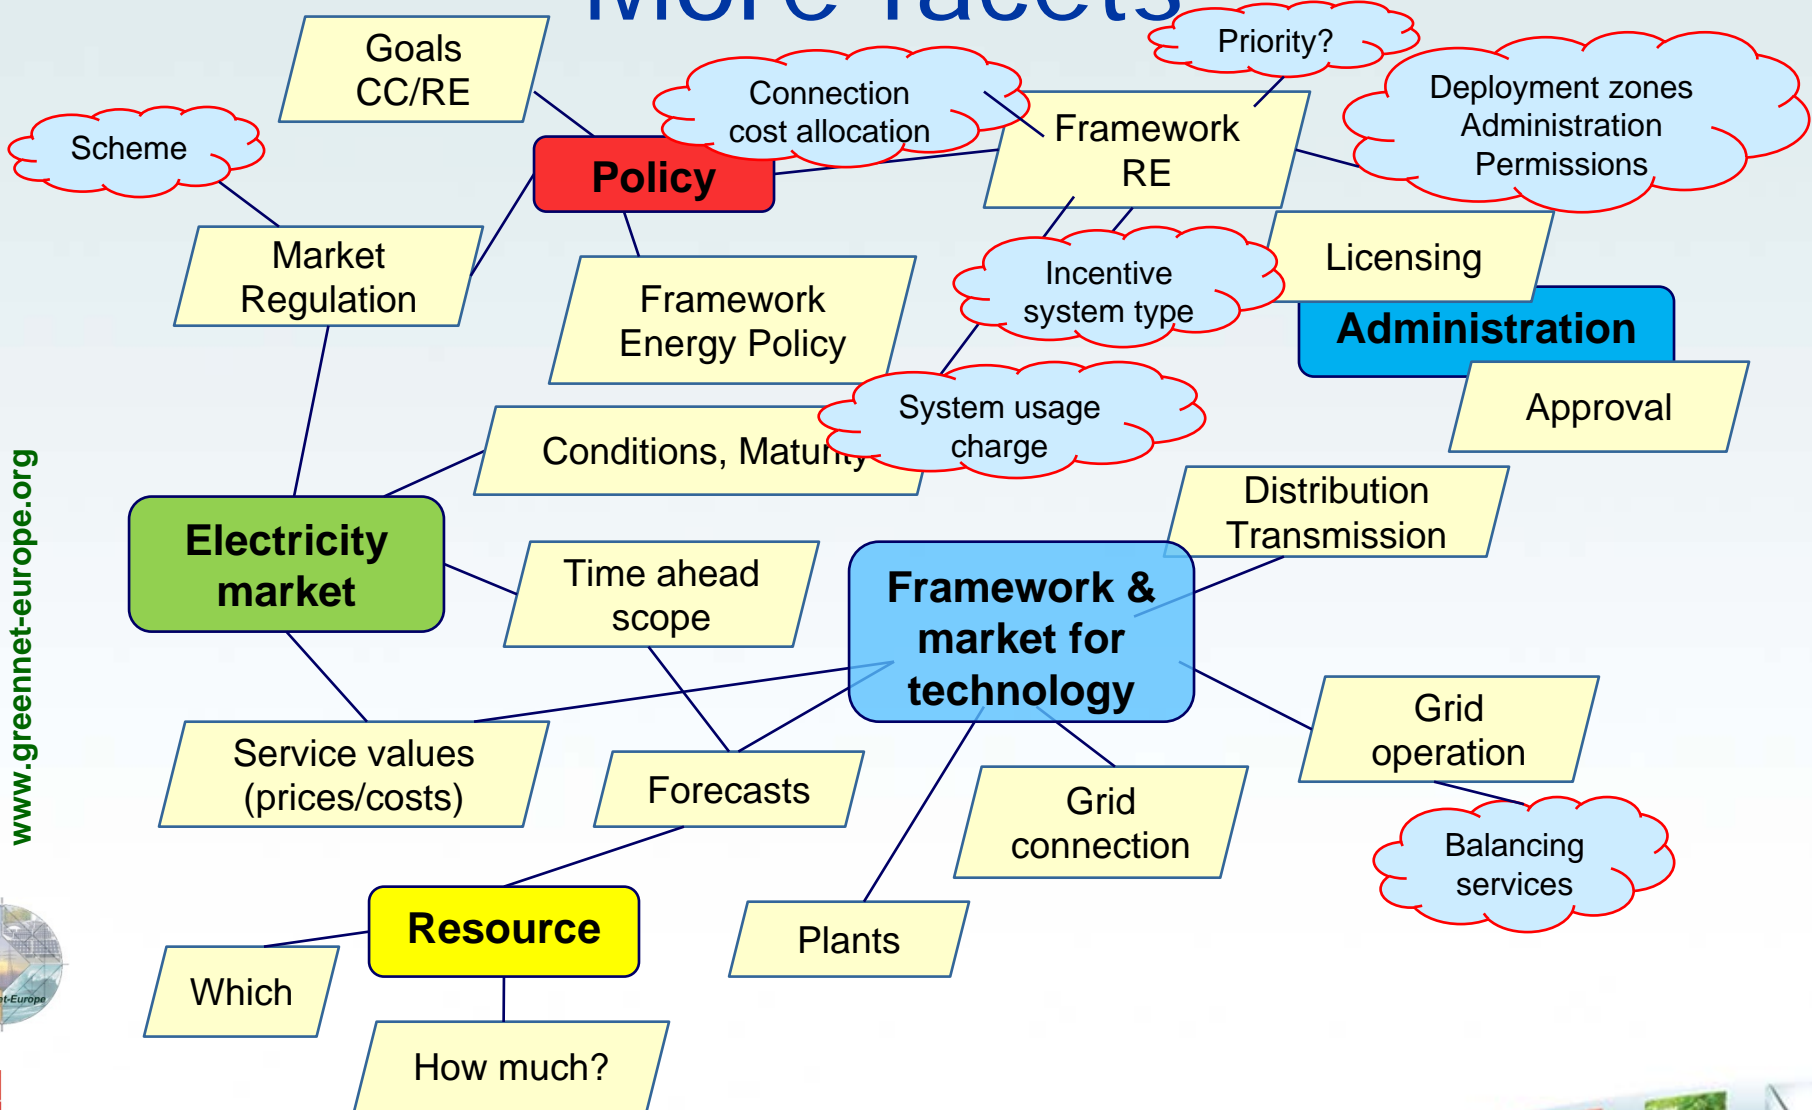 More facets
Goals
CC/RE
Priority?
Connection
cost allocation
Deployment zones
Administration
Permissions
Scheme
Framework
RE
Policy
Market
Regulation
Licensing
Incentive
system type
Framework
Energy Policy
Administration
System usage
charge
Approval
Conditions, Maturity
Distribution
Transmission
Electricity
market
Time ahead
scope
Framework &
market for
technology
www.greennet-europe.org
Service values
(prices/costs)
Forecasts
Grid
operation
Grid
connection
Balancing
services
Resource
Plants
Which
How much?